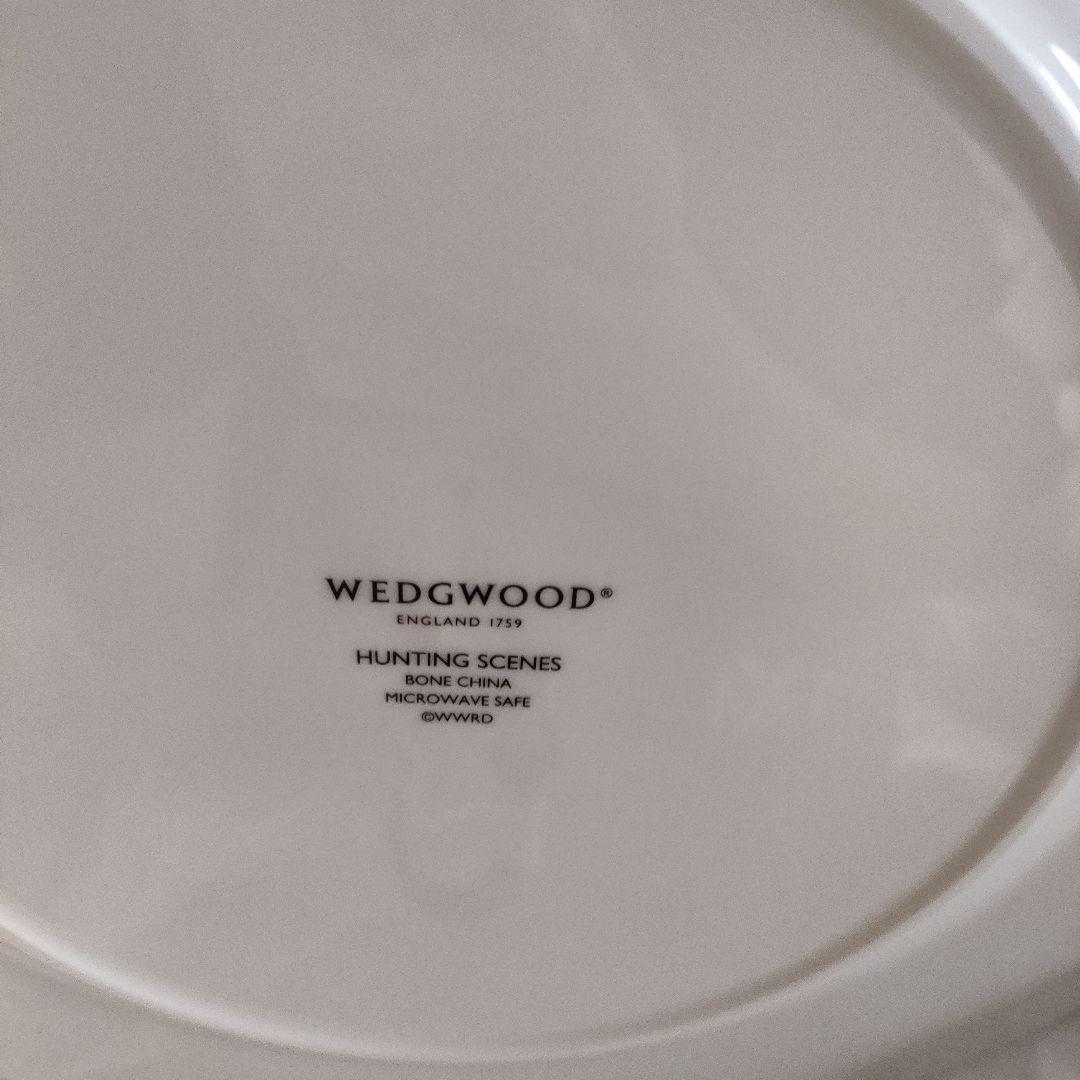 WEDGWOOD®
ENGLAND 1759
HUNTING SCENES
BONE CHINA
MICROWAVE SAFE
©WWRD